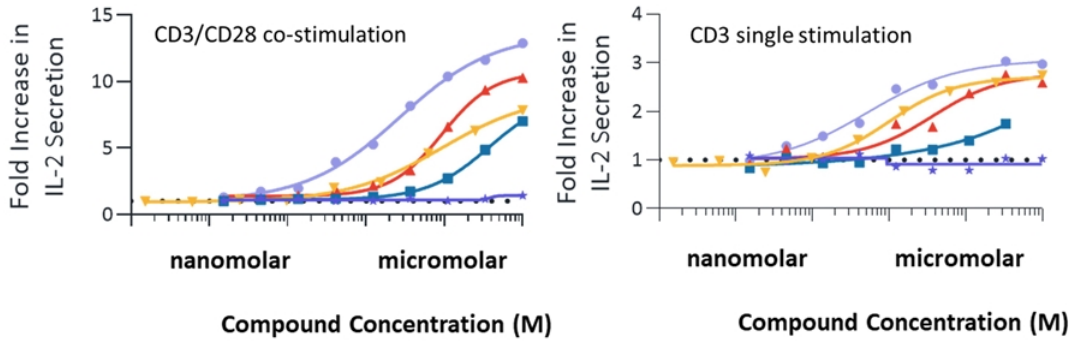 CD3/CD28 co-stimulation
Fold Increase in
IL-2 Secretion
15
10
5
0
nanomolar
micromolar
Compound Concentration (M)
CD3 single stimulation
Fold Increase in
IL-2 Secretion
4
3
2
1
0
nanomolar
micromolar
Compound Concentration (M)